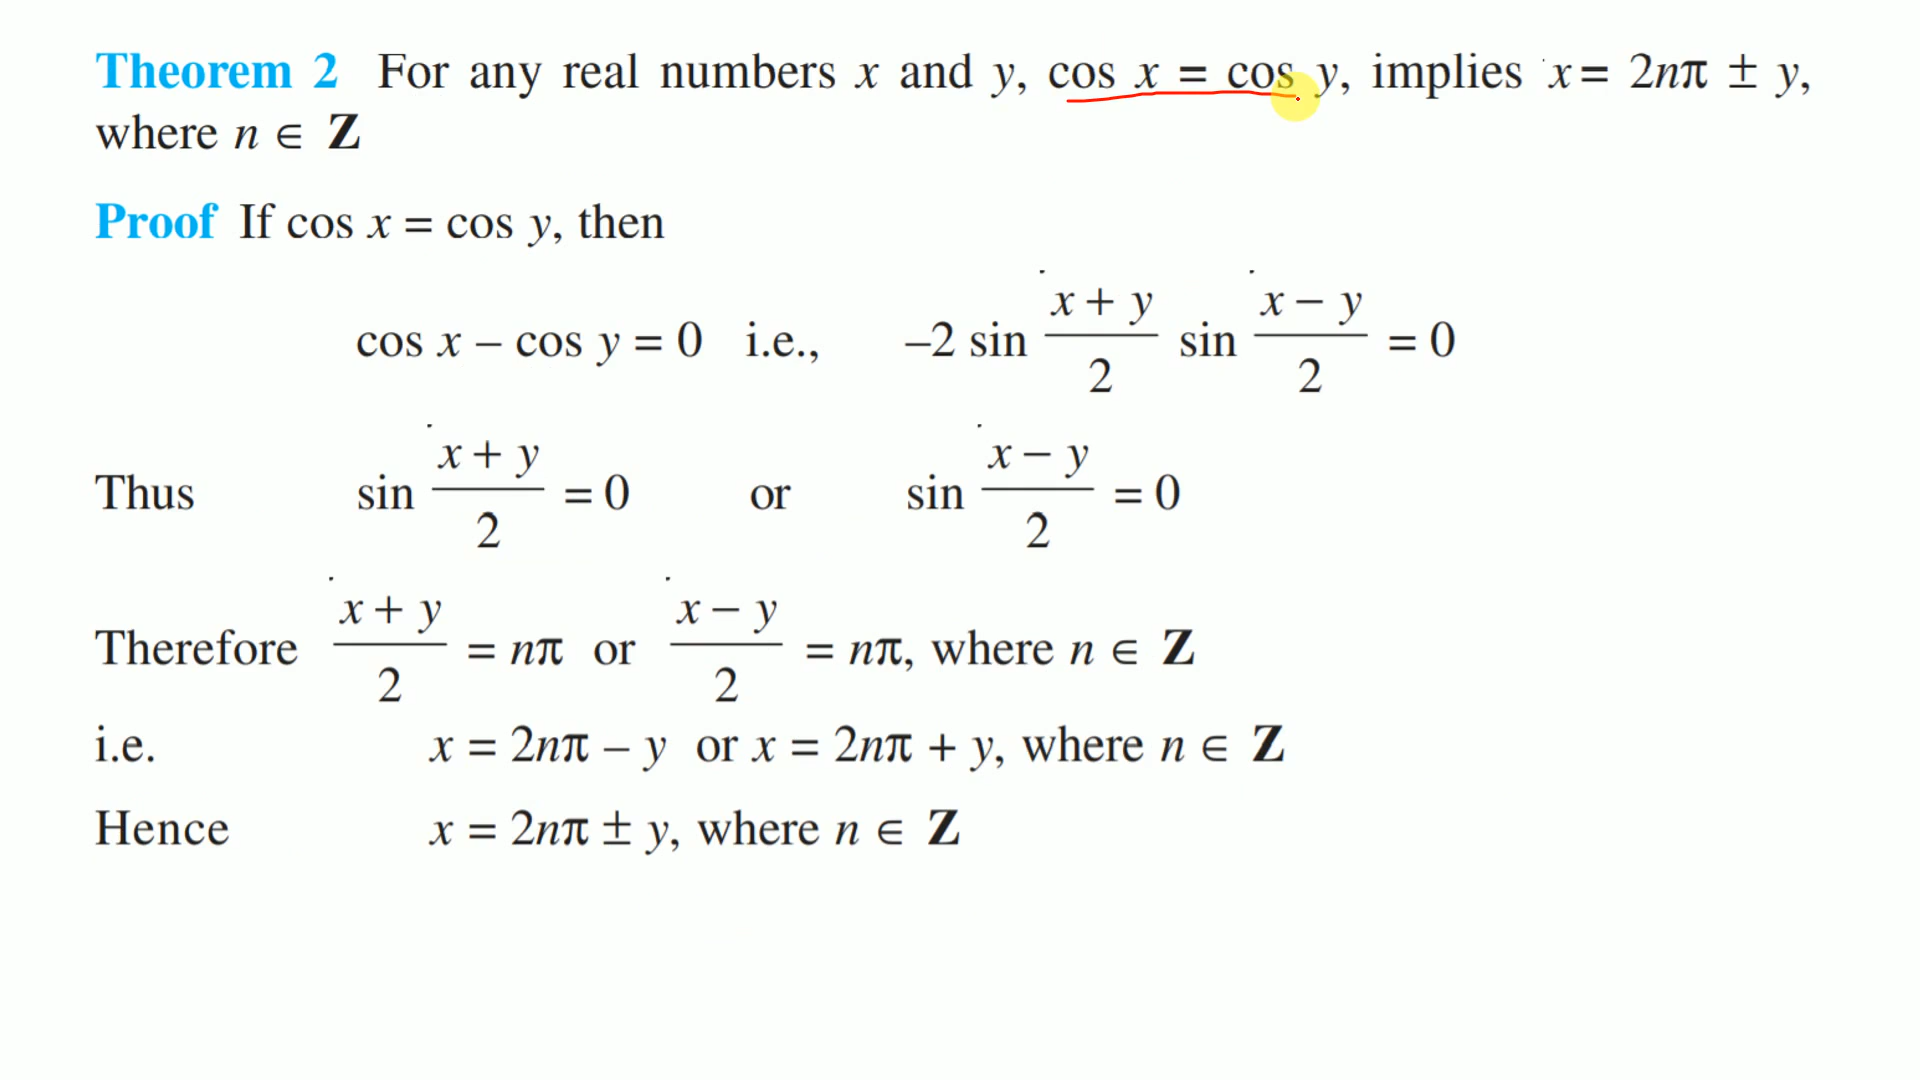 Theorem 2 For any real numbers x and y, cos x = cos y, implies x = 2nπ ± y,
where n ∈ Z
Proof If cos x = cos y, then
cos x – cos y = 0 i.e., –2 sin (x + y)/2 sin (x – y)/2 = 0
Thus sin (x + y)/2 = 0 or sin (x – y)/2 = 0
Therefore (x + y)/2 = nπ or (x – y)/2 = nπ, where n ∈ Z
i.e. x = 2nπ – y or x = 2nπ + y, where n ∈ Z
Hence x = 2nπ ± y, where n ∈ Z